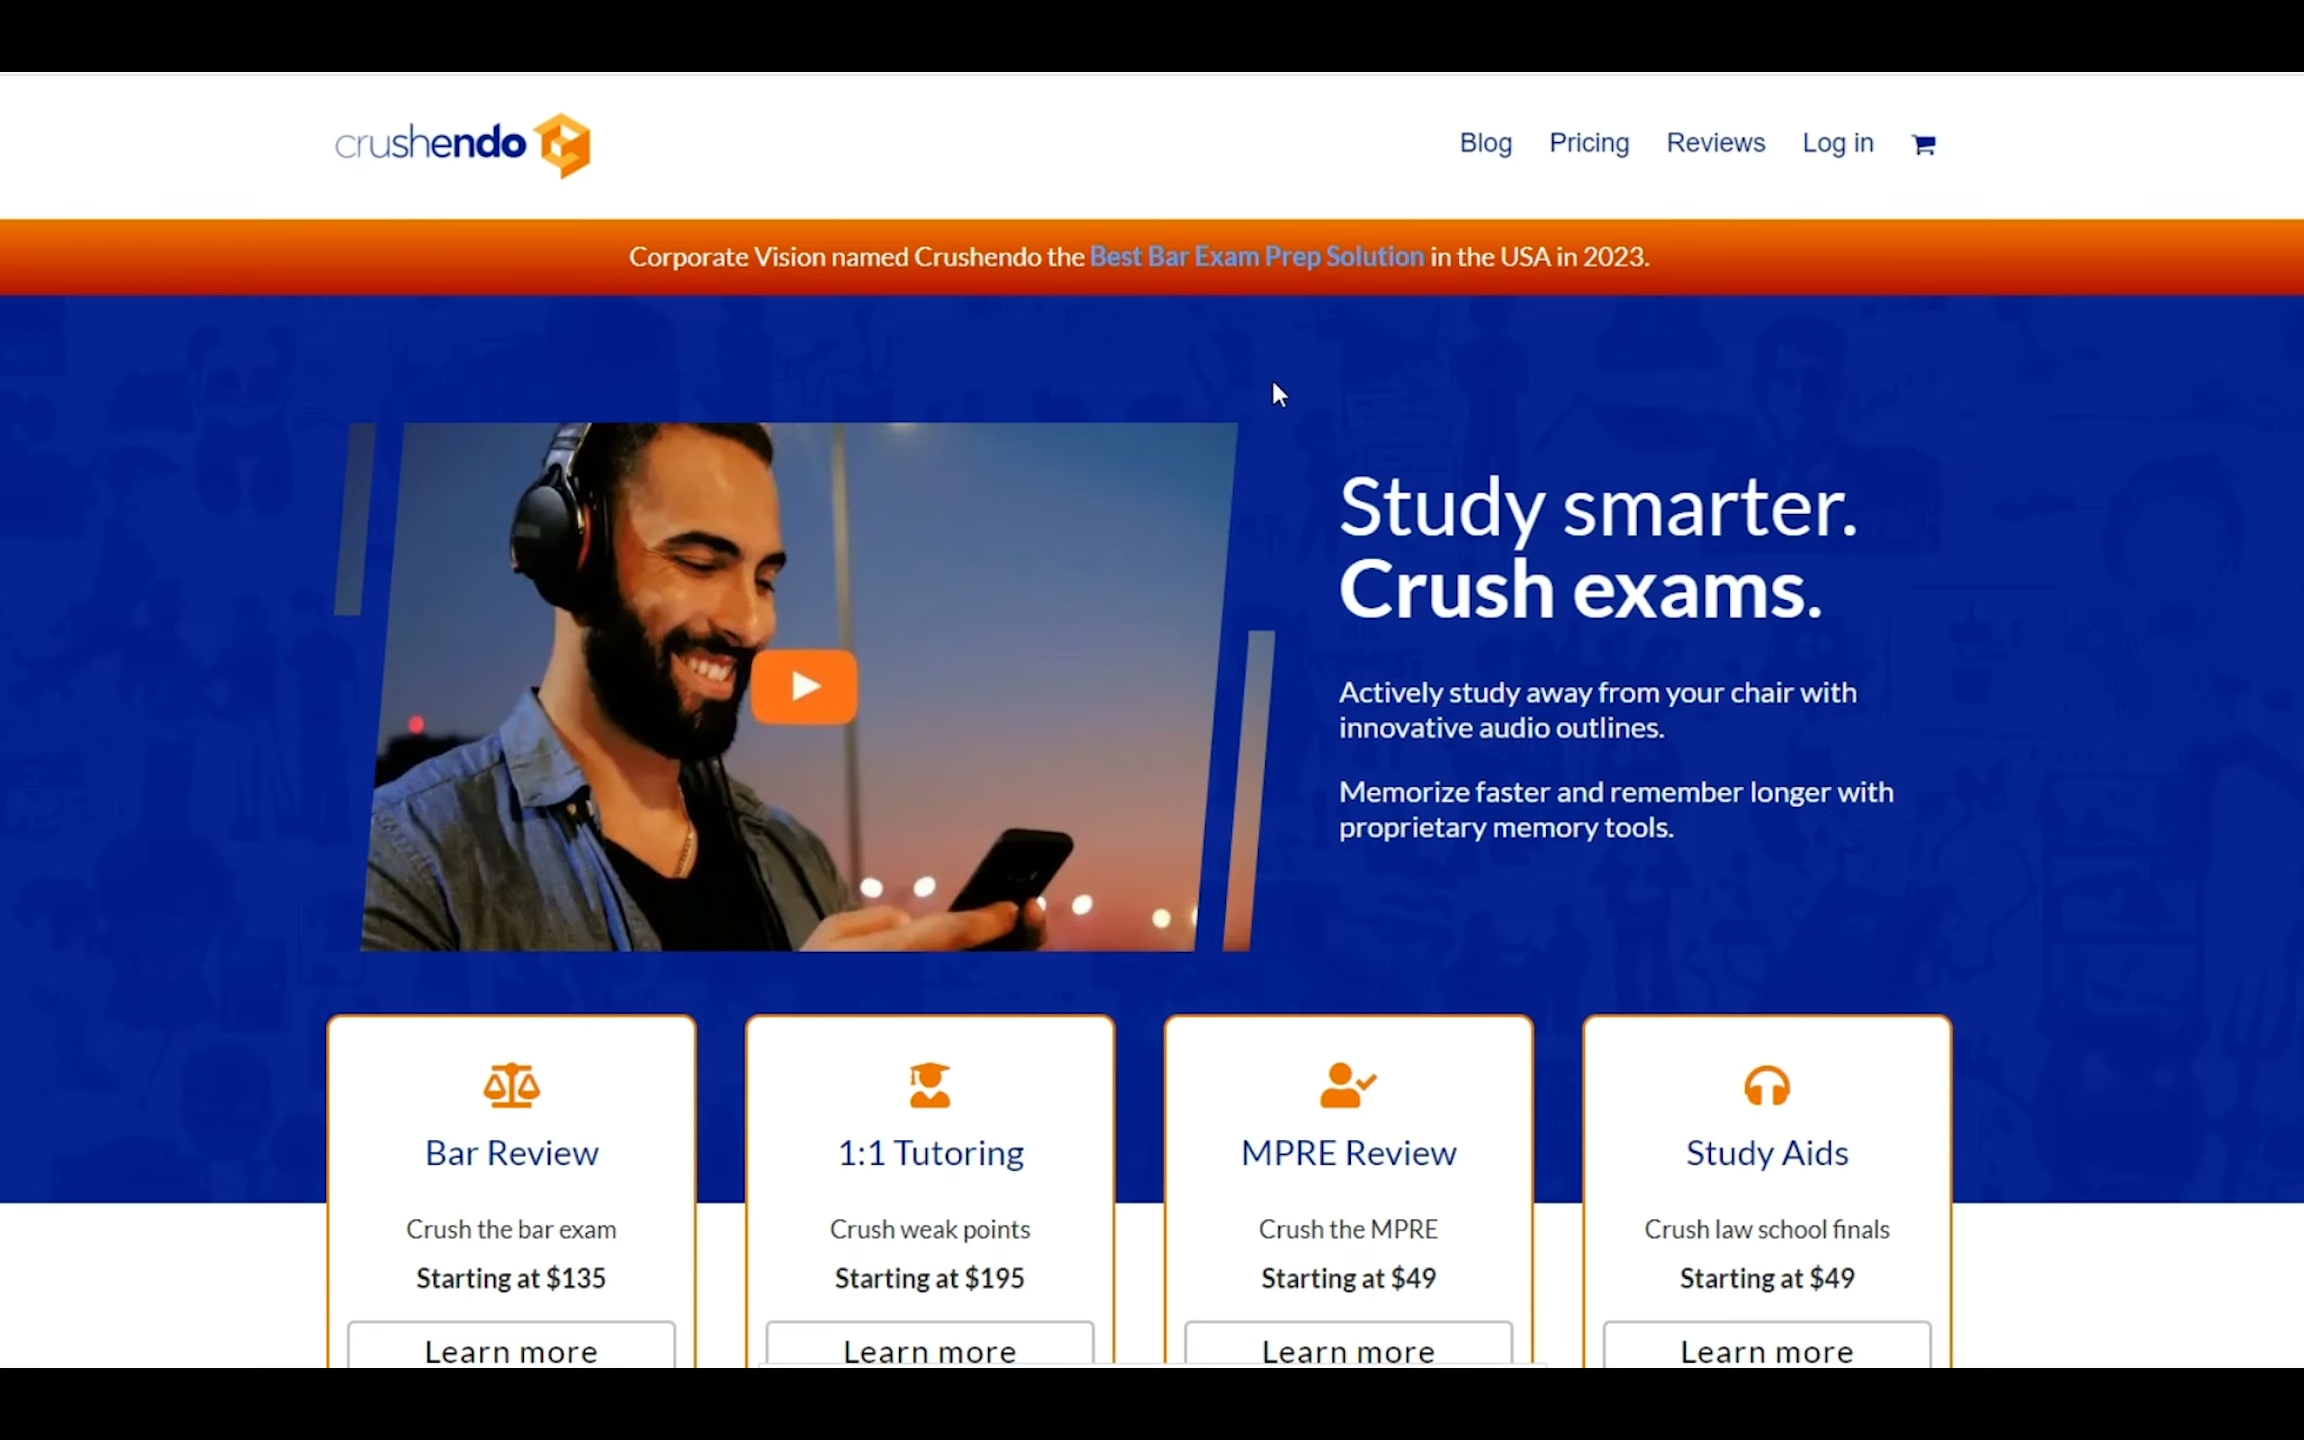 crushendo
Blog Pricing Reviews Log in
Corporate Vision named Crushendo the Best Bar Exam Prep Solution in the USA in 2023.
Study smarter.
Crush exams.
Actively study away from your chair with
innovative audio outlines.
Memorize faster and remember longer with
proprietary memory tools.
Bar Review
Crush the bar exam
Starting at $135
Learn more
1:1 Tutoring
Crush weak points
Starting at $195
Learn more
MPRE Review
Crush the MPRE
Starting at $49
Learn more
Study Aids
Crush law school finals
Starting at $49
Learn more